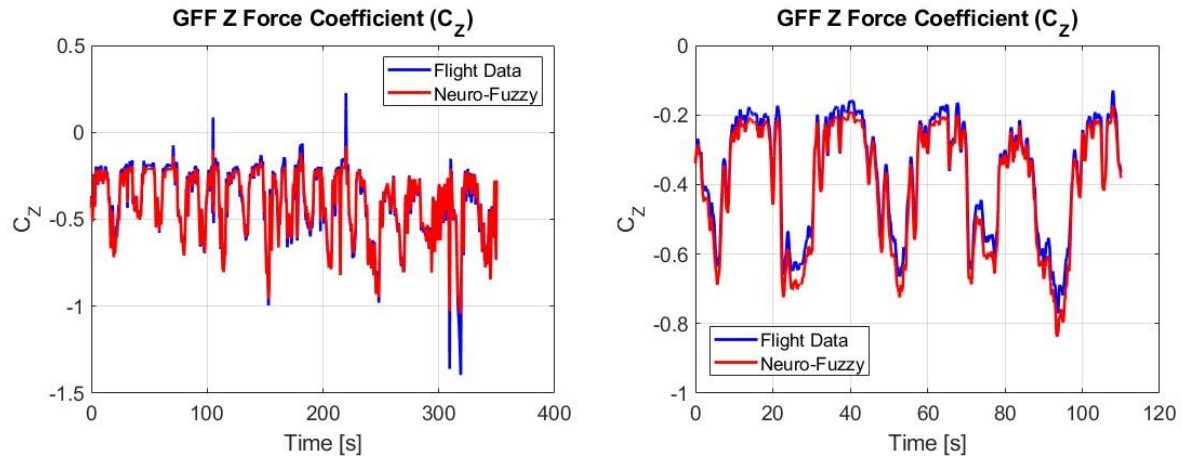 GFF Z Force Coefficient (C_Z)
0.5
0
-0.5
-1
-1.5
C_Z
Flight Data
Neuro-Fuzzy
0
100
200
300
400
Time [s]
GFF Z Force Coefficient (C_Z)
0
-0.2
-0.4
-0.6
-0.8
-1
C_Z
Flight Data
Neuro-Fuzzy
0
20
40
60
80
100
120
Time [s]